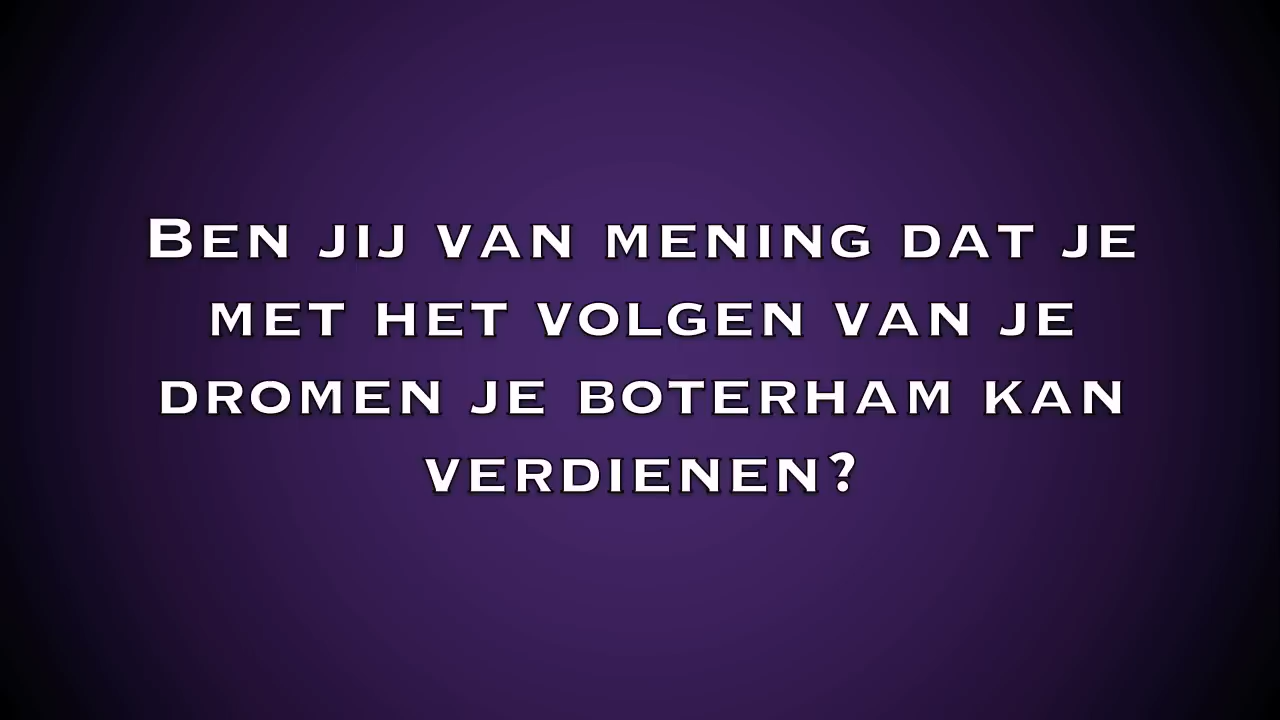 Ben jij van mening dat je
met het volgen van je
dromen je boterham kan
verdienen?